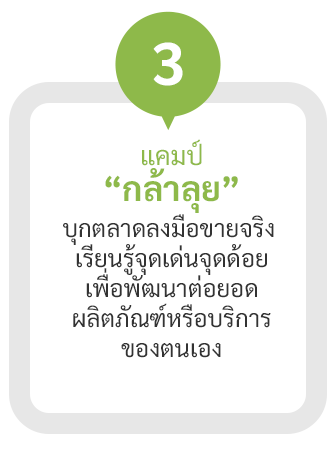 3
แคมป์
“กล้าลุย”
บุกตลาดลงมือขายจริง
เรียนรู้จุดเด่นจุดด้อย
เพื่อพัฒนาต่อยอด
ผลิตภัณฑ์หรือบริการ
ของตนเอง